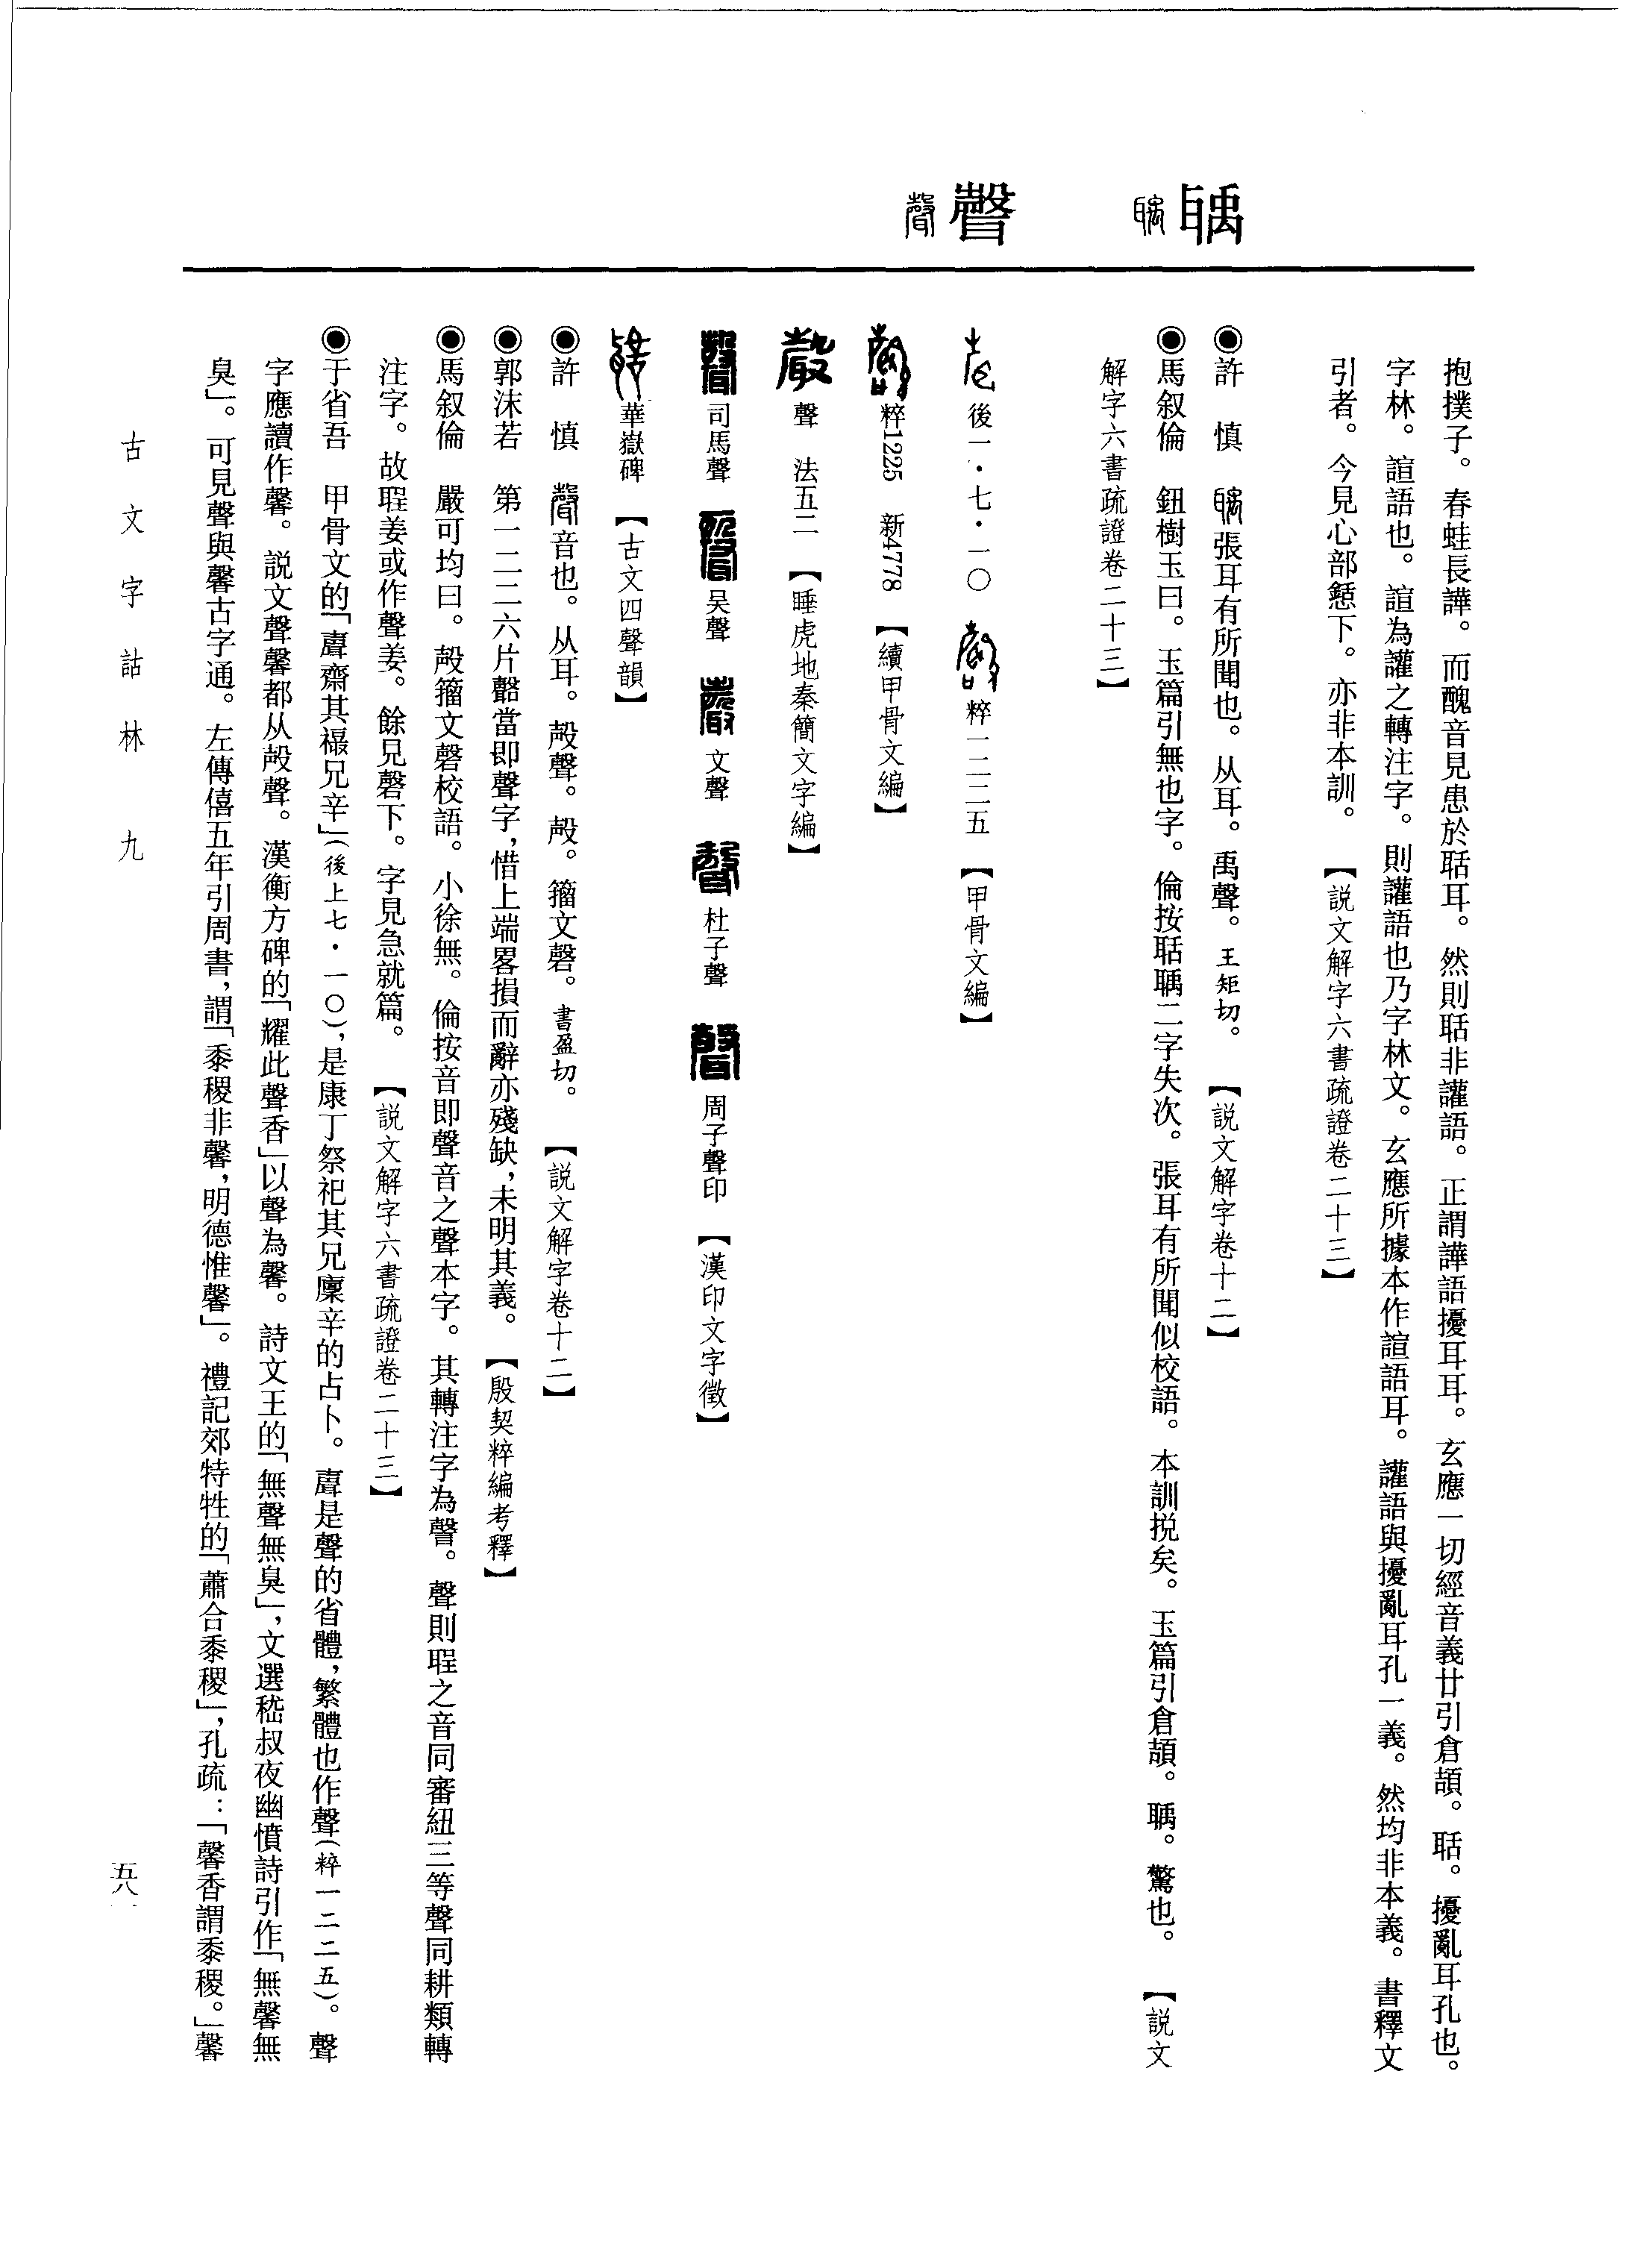 抱撲子。春蛙長譁。而醜音見患於聒耳。然則聒非讙語。正謂譁語擾耳耳。玄應一切經音義廿引倉頡。聒。擾亂耳孔也。
字林。諠語也。諠為讙之轉注字。則讙語也乃字林文。玄應所據本作諠語耳。讙語與擾亂耳孔一義。然均非本義。書釋文
引者。今見心部懖下。亦非本訓。　【説文解字六書疏證卷二十三】
聥
◉許　慎　張耳有所聞也。从耳。禹聲。王矩切。　【説文解字卷十二】
◉馬叙倫　鈕樹玉曰。玉篇引無也字。倫按聒聥二字失次。張耳有所聞似校語。本訓挩矣。玉篇引倉頡。聥。驚也。　【説文
解字六書疏證卷二十三】
聲
後一·七·一〇　粹一二二五　【甲骨文編】
粹1225　新4778　【續甲骨文編】
聲　法五二　【睡虎地秦簡文字編】
司馬聲　吴聲　文聲　杜子聲　周子聲印　【漢印文字徵】
華嶽碑　【古文四聲韻】
◉許　慎　音也。从耳。殸聲。殸。籀文磬。書盈切。　【説文解字卷十二】
◉郭沫若　第一二二六片當即聲字，惜上端畧損而辭亦殘缺，未明其義。　【殷契粹編考釋】
◉馬叙倫　嚴可均曰。殸籀文磬校語。小徐無。倫按音即聲音之聲本字。其轉注字為謦。聲則聖之音同審紐三等聲同耕類轉
注字。故聖姜或作聲姜。餘見磬下。字見急就篇。　【説文解字六書疏證卷二十三】
◉于省吾　甲骨文的「齋其䙏兄辛」（後上七·一〇），是康丁祭祀其兄廩辛的占卜。是聲的省體，繁體也作聲（粹一二二五）。聲
字應讀作馨。説文聲馨都从殸聲。漢衡方碑的「耀此聲香」以聲為馨。詩文王的「無聲無臭」，文選嵇叔夜幽憤詩引作「無馨無
臭」。可見聲與馨古字通。左傳僖五年引周書，謂「黍稷非馨，明德惟馨」。禮記郊特牲的「蕭合黍稷」，孔疏：「馨香謂黍稷。」馨
古文字詁林　九